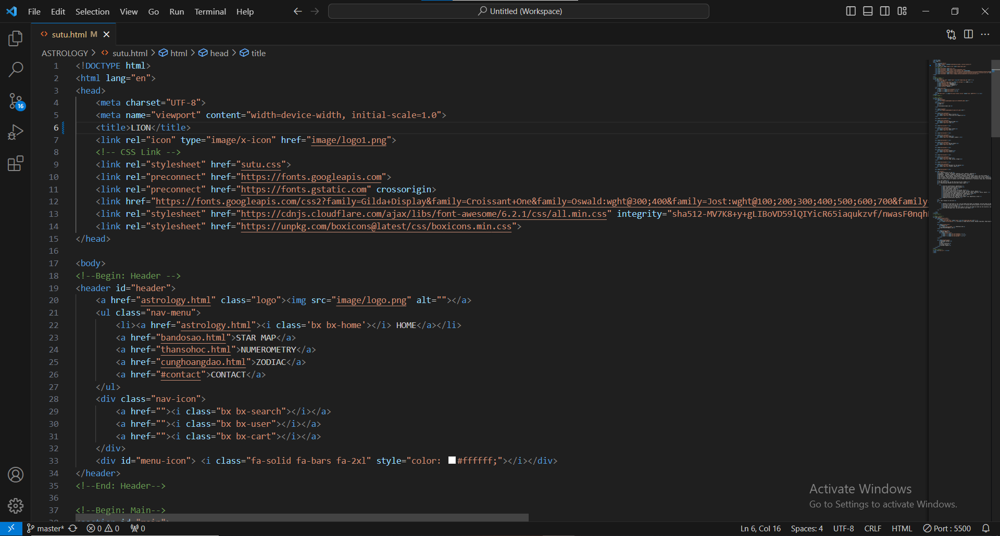 File Edit Selection View Go Run Terminal Help
Untitled (Workspace)
sutu.html M
ASTROLOGY > sutu.html > html > head > title
1 <!DOCTYPE html>
2 <html lang="en">
3 <head>
4 <meta charset="UTF-8">
5 <meta name="viewport" content="width=device-width, initial-scale=1.0">
6 <title>LION</title>
7 <link rel="icon" type="image/x-icon" href="image/logo1.png">
8 <!-- CSS Link -->
9 <link rel="stylesheet" href="sutu.css">
10 <link rel="preconnect" href="https://fonts.googleapis.com">
11 <link rel="preconnect" href="https://fonts.gstatic.com" crossorigin>
12 <link href="https://fonts.googleapis.com/css2?family=Gilda+Display&family=Croissant+One&family=Oswald:wght@300;400&family=Jost:wght@100;200;300;400;500;600;700&family
13 <link rel="stylesheet" href="https://cdnjs.cloudflare.com/ajax/libs/font-awesome/6.2.1/css/all.min.css" integrity="sha512-MV7K8+y+gLIBoVD59lQIYicR65iaqukzvf/nwasF0nqh
14 <link rel="stylesheet" href="https://unpkg.com/boxicons@latest/css/boxicons.min.css">
15 </head>
16
17 <body>
18 <!--Begin: Header -->
19 <header id="header">
20 <a href="astrology.html" class="logo"><img src="image/logo.png" alt=""></a>
21 <ul class="nav-menu">
22 <li><a href="astrology.html"><i class='bx bx-home'></i> HOME</a></li>
23 <a href="bandosao.html">STAR MAP</a>
24 <a href="thansohoc.html">NUMEROMETRY</a>
25 <a href="cunghoangdao.html">ZODIAC</a>
26 <a href="#contact">CONTACT</a>
27 </ul>
28 <div class="nav-icon">
29 <a href=""><i class="bx bx-search"></i></a>
30 <a href=""><i class="bx bx-user"></i></a>
31 <a href=""><i class="bx bx-cart"></i></a>
32 </div>
33 <div id="menu-icon"> <i class="fa-solid fa-bars fa-2xl" style="color: #ffffff;"></i></div>
34 </header>
35 <!--End: Header-->
36
37 <!--Begin: Main-->
16
Activate Windows
Go to Settings to activate Windows.
master* 0 0 0 Ln 6, Col 16 Spaces: 4 UTF-8 CRLF HTML Port : 5500